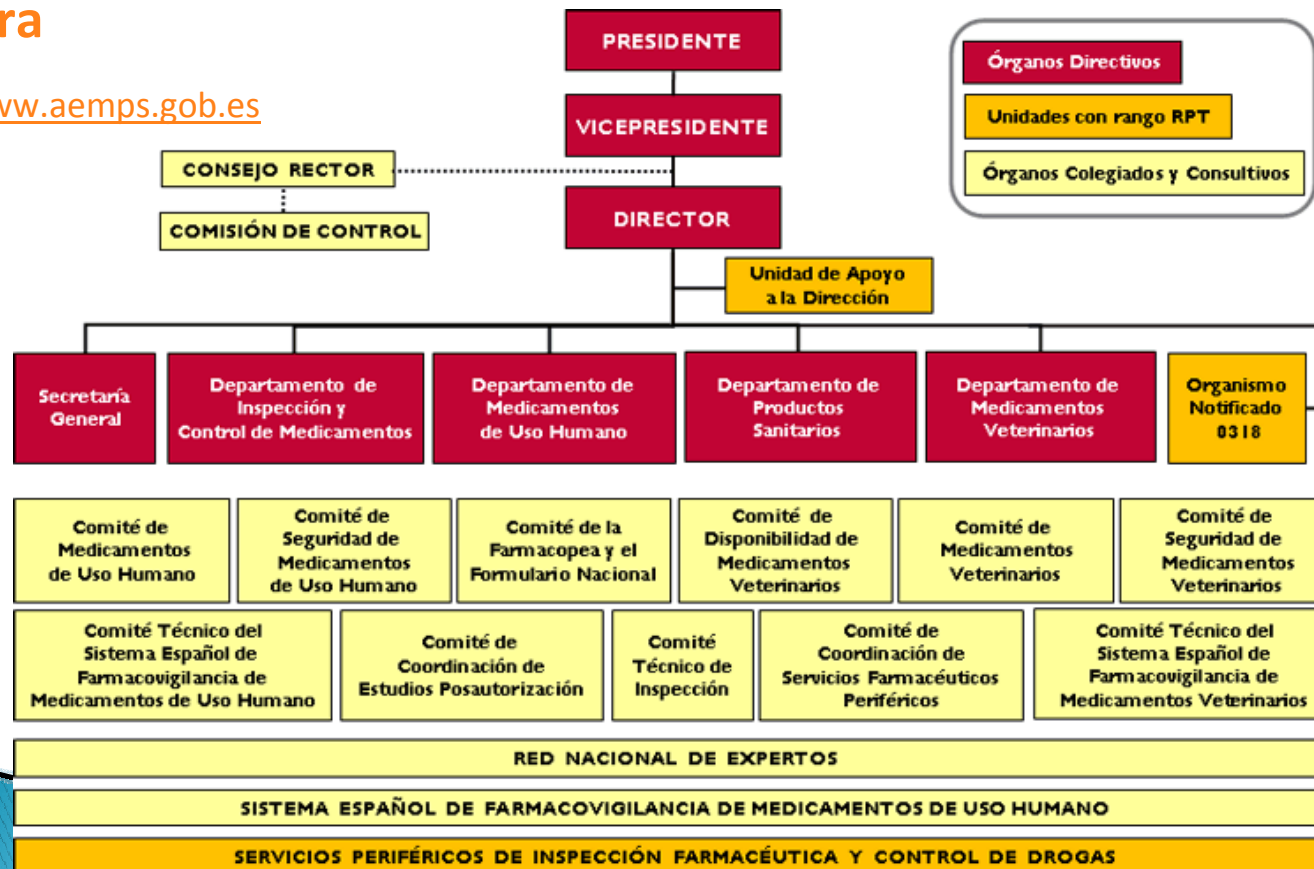 ra
ww.aemps.gob.es
PRESIDENTE
VICEPRESIDENTE
DIRECTOR
CONSEJO RECTOR
COMISIÓN DE CONTROL
Órganos Directivos
Unidades con rango RPT
Órganos Colegiados y Consultivos
Unidad de Apoyo
a la Dirección
Secretaría
General
Departamento de
Inspección y
Control de Medicamentos
Departamento de
Medicamentos
de Uso Humano
Departamento de
Productos
Sanitarios
Departamento de
Medicamentos
Veterinarios
Organismo
Notificado
0318
Comité de
Medicamentos
de Uso Humano
Comité de
Seguridad de
Medicamentos
de Uso Humano
Comité de la
Farmacopea y el
Formulario Nacional
Comité de
Disponibilidad de
Medicamentos
Veterinarios
Comité de
Medicamentos
Veterinarios
Comité de
Seguridad de
Medicamentos
Veterinarios
Comité Técnico del
Sistema Español de
Farmacovigilancia de
Medicamentos de Uso Humano
Comité de
Coordinación de
Estudios Posautorización
Comité
Técnico de
Inspección
Comité de
Coordinación de
Servicios Farmacéuticos
Periféricos
Comité Técnico del
Sistema Español de
Farmacovigilancia de
Medicamentos Veterinarios
RED NACIONAL DE EXPERTOS
SISTEMA ESPAÑOL DE FARMACOVIGILANCIA DE MEDICAMENTOS DE USO HUMANO
SERVICIOS PERIFÉRICOS DE INSPECCIÓN FARMACÉUTICA Y CONTROL DE DROGAS